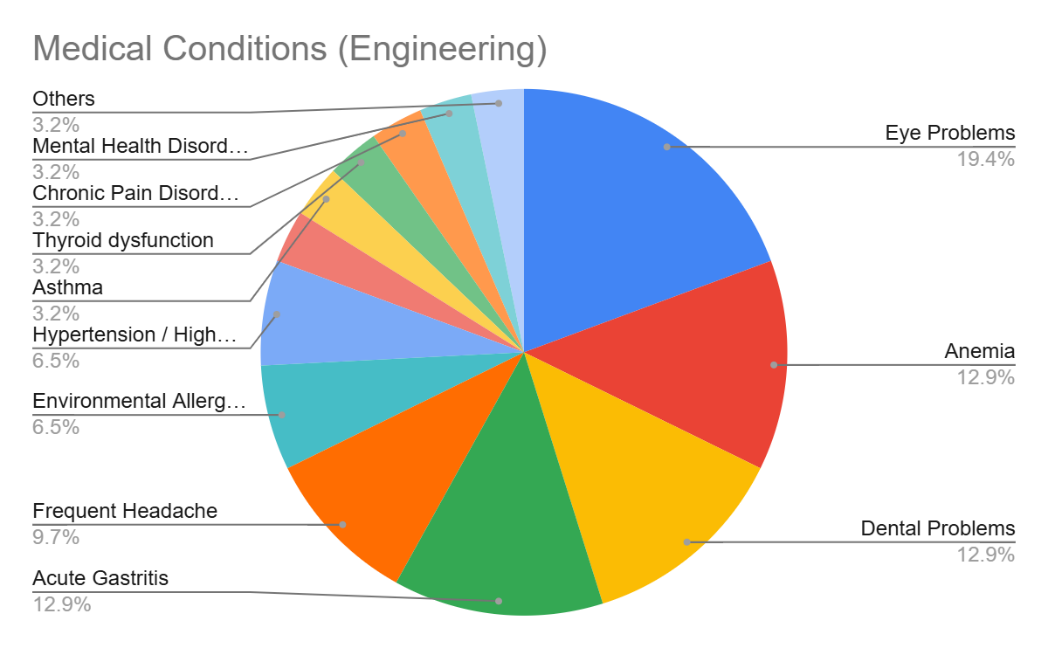 Medical Conditions (Engineering)
Others
3.2%
Mental Health Disord…
3.2%
Chronic Pain Disord…
3.2%
Thyroid dysfunction
3.2%
Asthma
3.2%
Hypertension / High…
6.5%
Environmental Allerg…
6.5%
Frequent Headache
9.7%
Acute Gastritis
12.9%
Eye Problems
19.4%
Anemia
12.9%
Dental Problems
12.9%